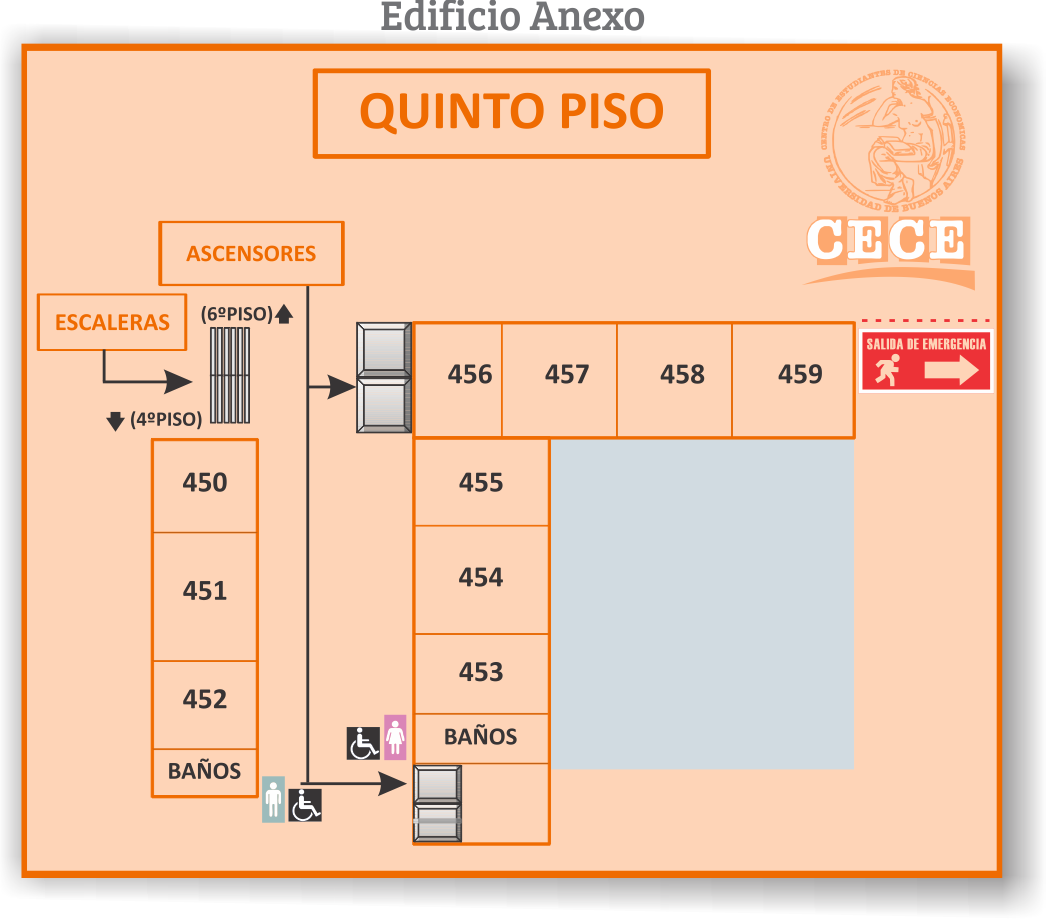 Edificio Anexo
QUINTO PISO
CENTRO DE ESTUDIANTES DE CIENCIAS ECONOMICAS
UNIVERSIDAD DE BUENOS AIRES
CECE
ASCENSORES
ESCALERAS
(6ºPISO)
(4ºPISO)
456
457
458
459
SALIDA DE EMERGENCIA
450
451
452
BAÑOS
455
454
453
BAÑOS